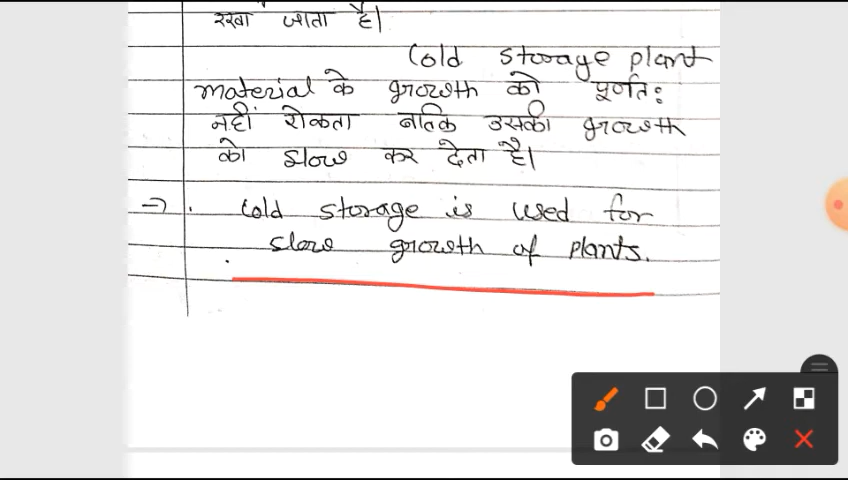 रखा जाता है।
Cold storage plant
material के growth को पूर्णतः
नहीं रोकता बल्कि उसकी growth
को slow कर देता है।
→ . Cold storage is used for
slow growth of plants.